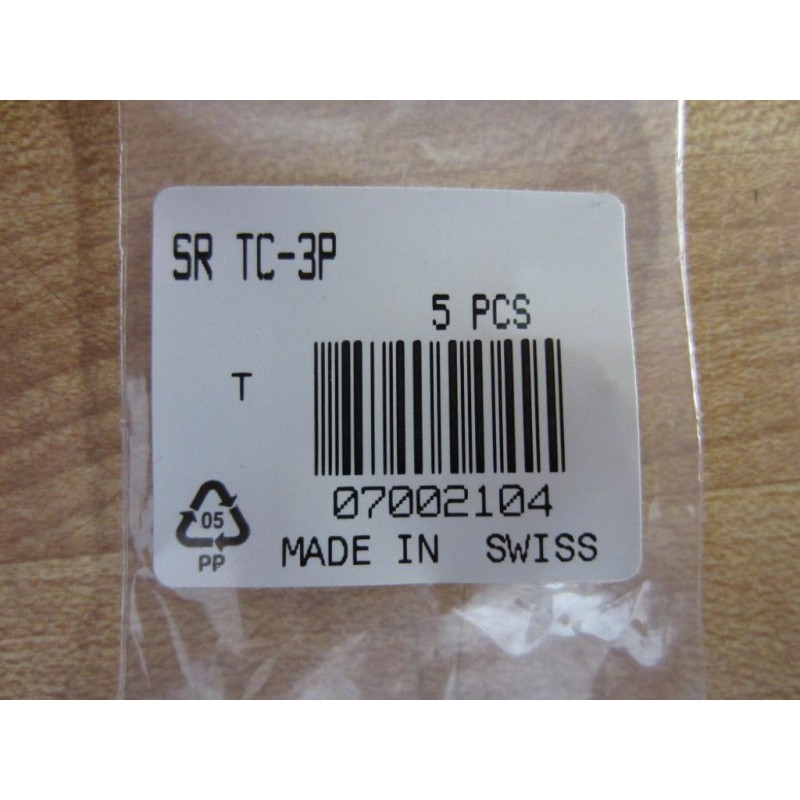 SR TC-3P
5 PCS
T
07002104
05
PP
MADE IN SWISS